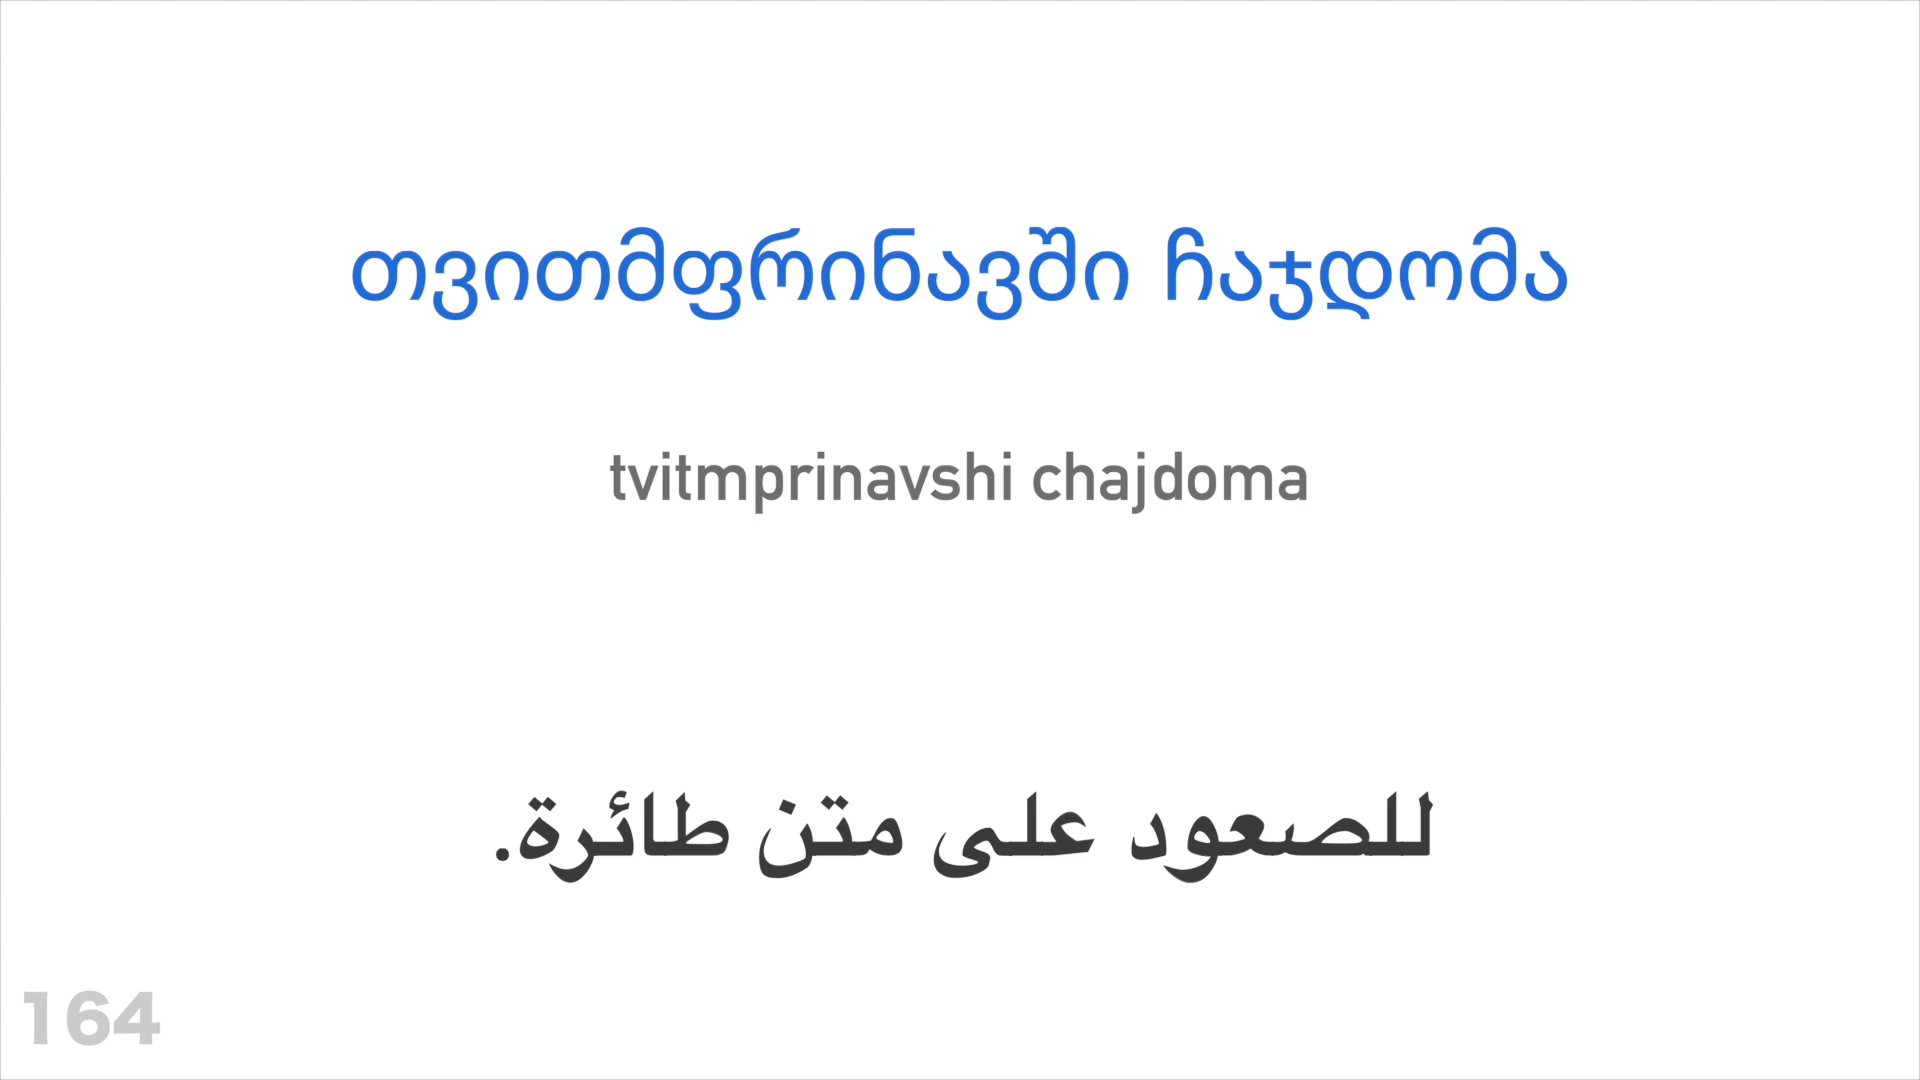 თვითმფრინავში ჩაჯდომა
tvitmprinavshi chajdoma
للصعود على متن طائرة.
164